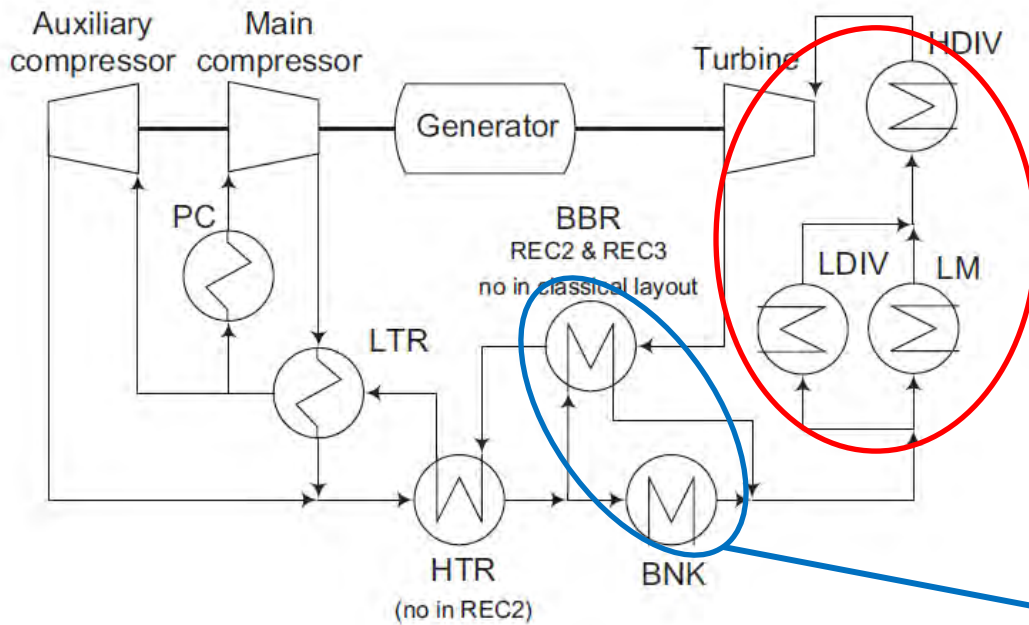 Auxiliary
compressor
Main
compressor
Generator
Turbine
HDIV
PC
BBR
REC2 & REC3
no in classical layout
LDIV
LM
LTR
HTR
(no in REC2)
BNK